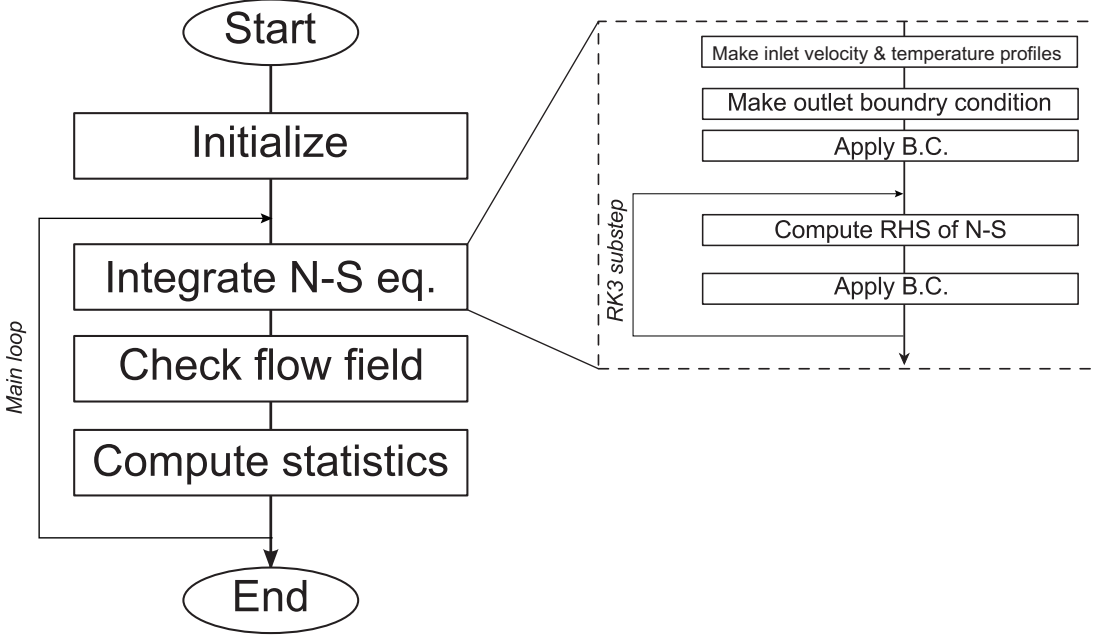 Start
Initialize
Main loop
Integrate N-S eq.
Check flow field
Compute statistics
End
Make inlet velocity & temperature profiles
Make outlet boundry condition
Apply B.C.
RK3 substep
Compute RHS of N-S
Apply B.C.